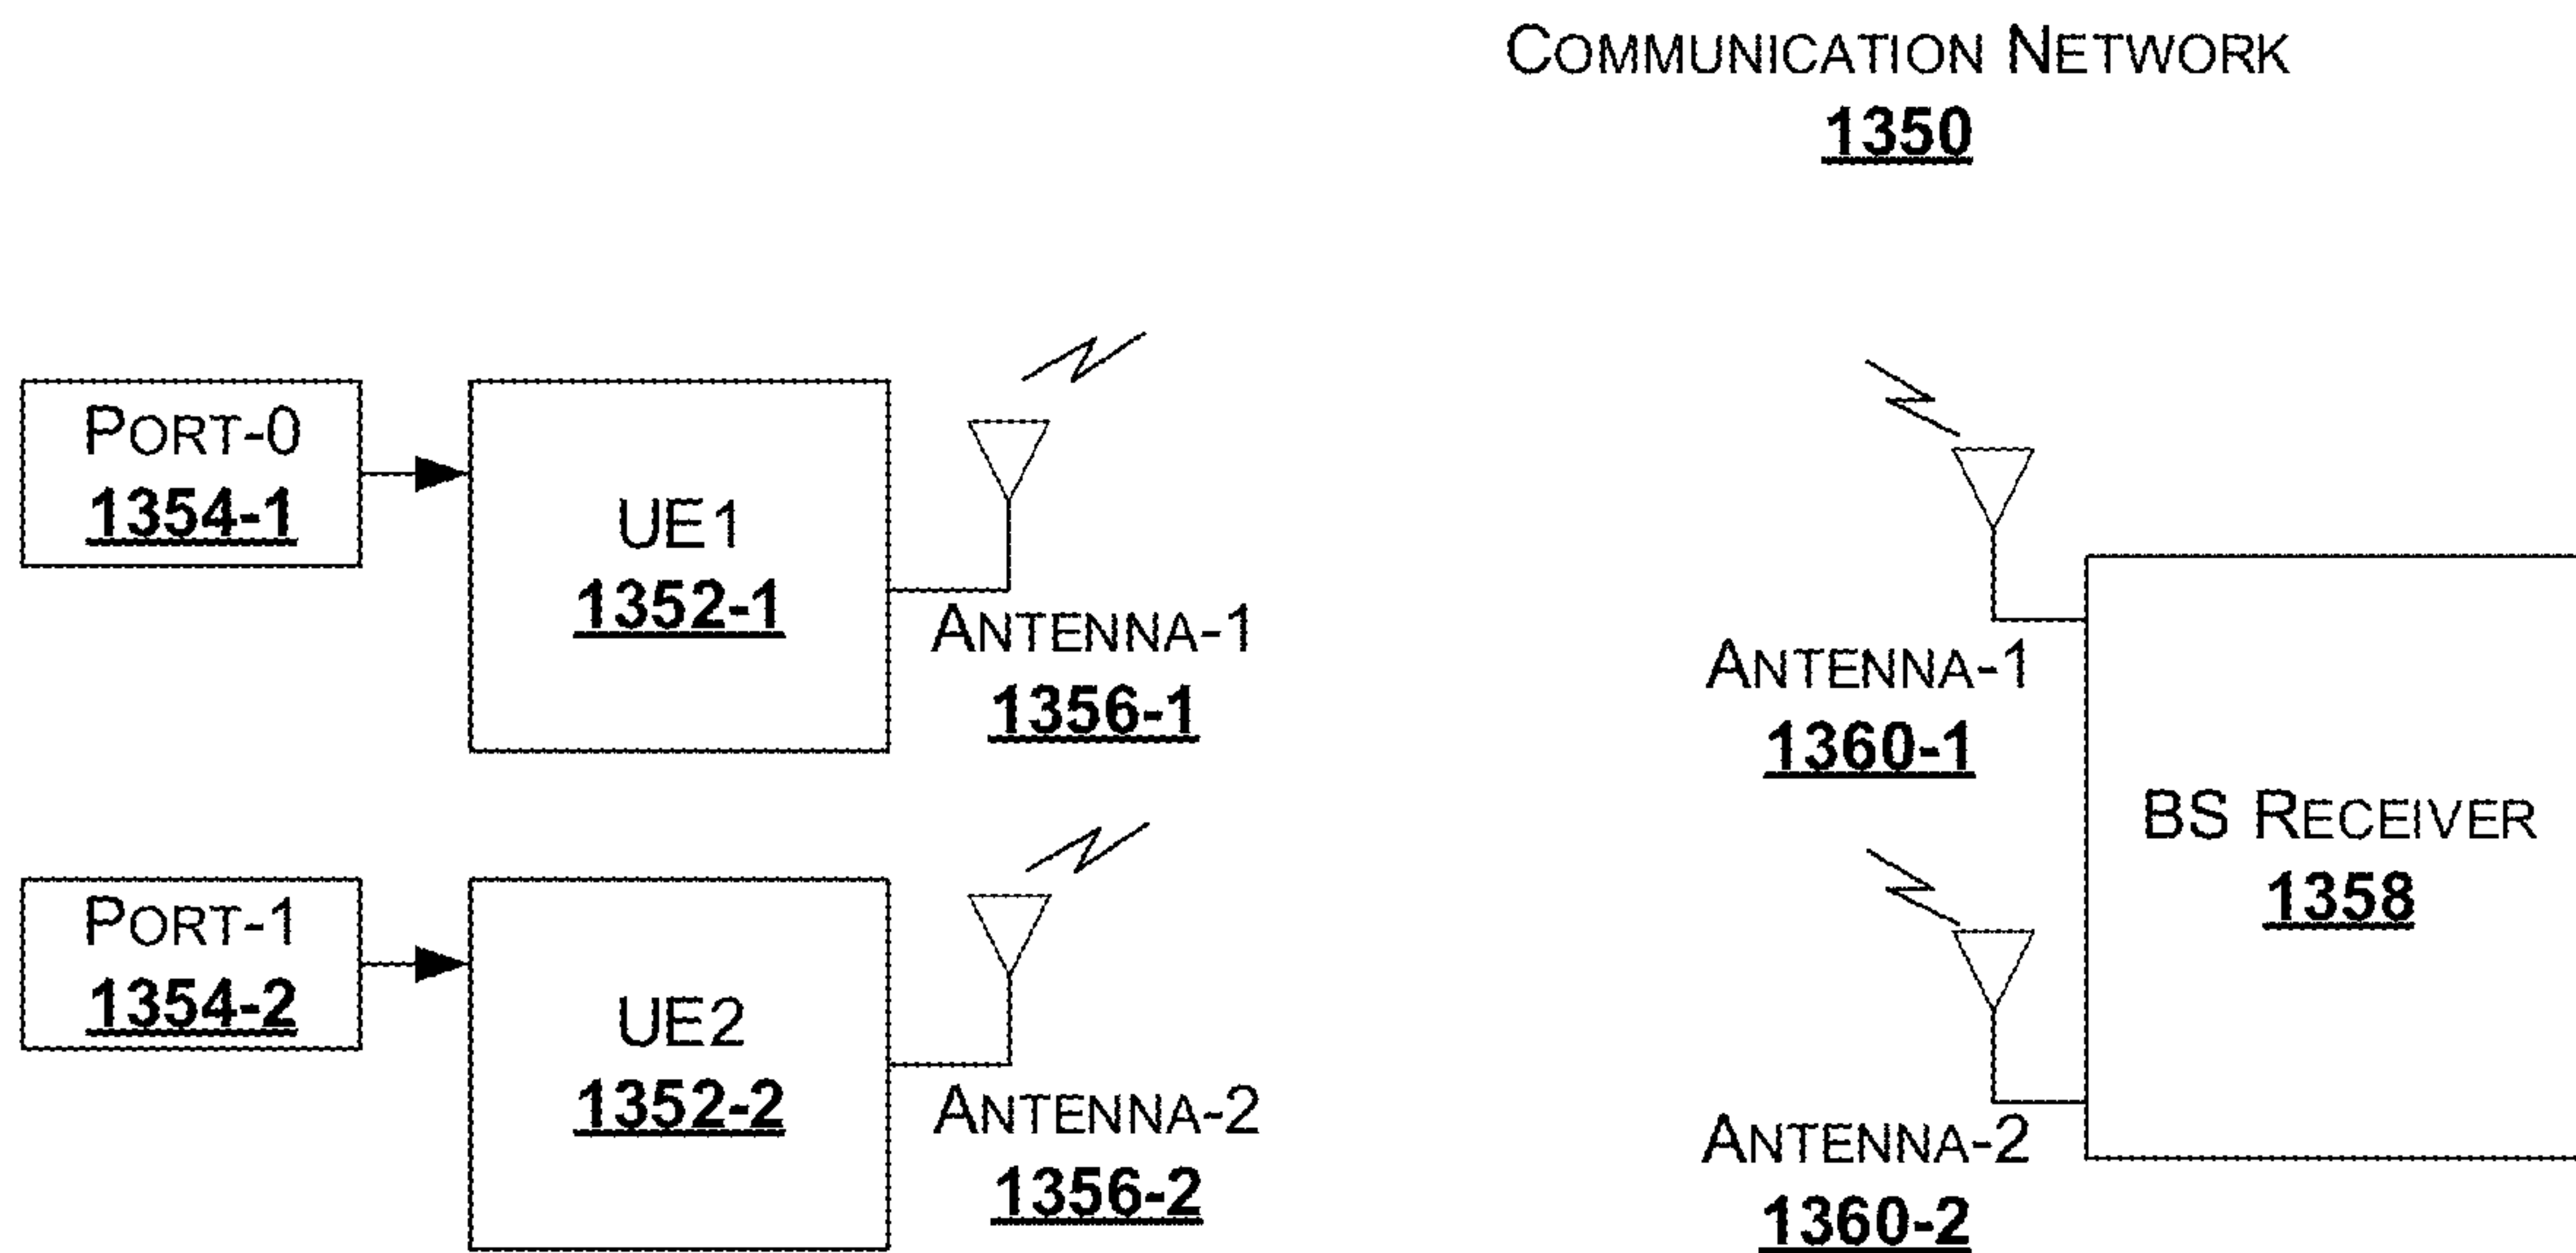 COMMUNICATION NETWORK
1350
PORT-0
1354-1
UE1
1352-1
ANTENNA-1
1356-1
ANTENNA-1
1360-1
BS RECEIVER
1358
PORT-1
1354-2
UE2
1352-2
ANTENNA-2
1356-2
ANTENNA-2
1360-2